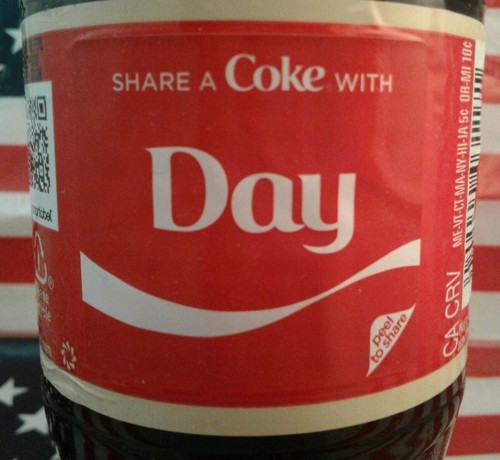 SHARE A Coke WITH
Day
peel
to share
CA CRV
ME-VT-CT-MA-NY-HI-IA 5¢ OR-MI 10¢